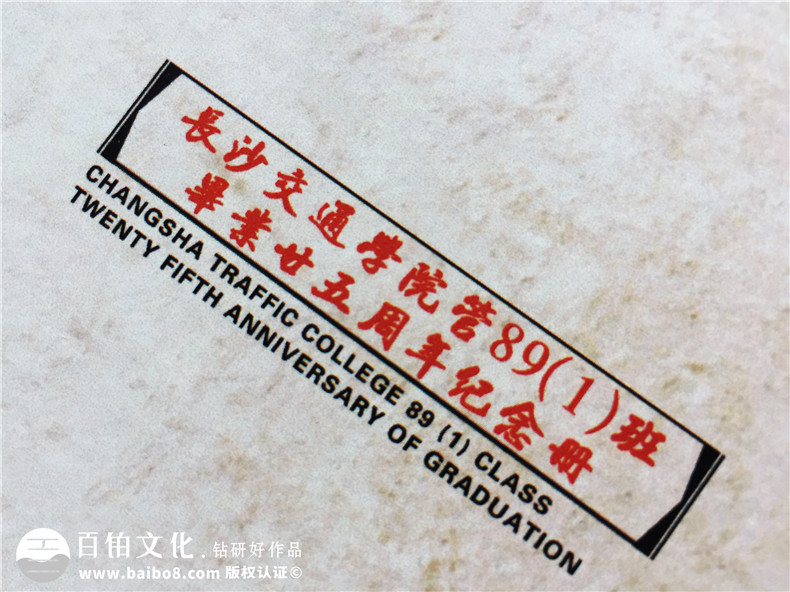 長沙交通學院管89(1)班
畢業廿五周年纪念册
CHANGSHA TRAFFIC COLLEGE 89 (1) CLASS
TWENTY FIFTH ANNIVERSARY OF GRADUATION
百铂文化.钻研好作品
www.baibo8.com 版权认证©